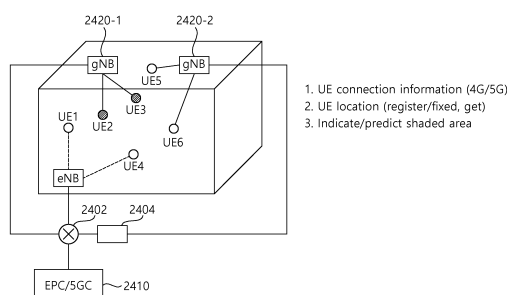 2420-1
2420-2
gNB
gNB
UE5
UE3
UE1
UE2
UE6
UE4
eNB
2402
2404
EPC/5GC
2410
1. UE connection information (4G/5G)
2. UE location (register/fixed, get)
3. Indicate/predict shaded area